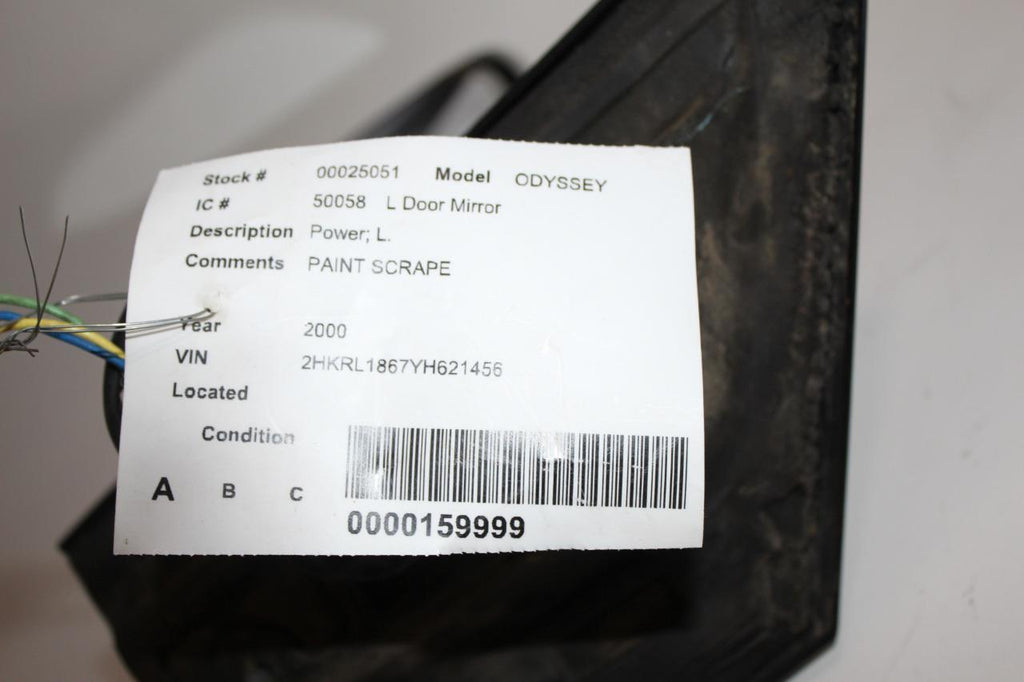 Stock # 00025051 Model ODYSSEY
IC # 50058 L Door Mirror
Description Power; L.
Comments PAINT SCRAPE
Year 2000
VIN 2HKRL1867YH621456
Located
Condition
A B C
0000159999